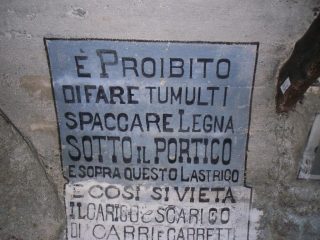 È PROIBITO
DI FARE TUMULTI
SPACCARE LEGNA
SOTTO IL PORTICO
E SOPRA QUESTO LASTRICO
E COSI SI VIETA
IL CARICO E SCARICO
DI CARRI E CARRETTI